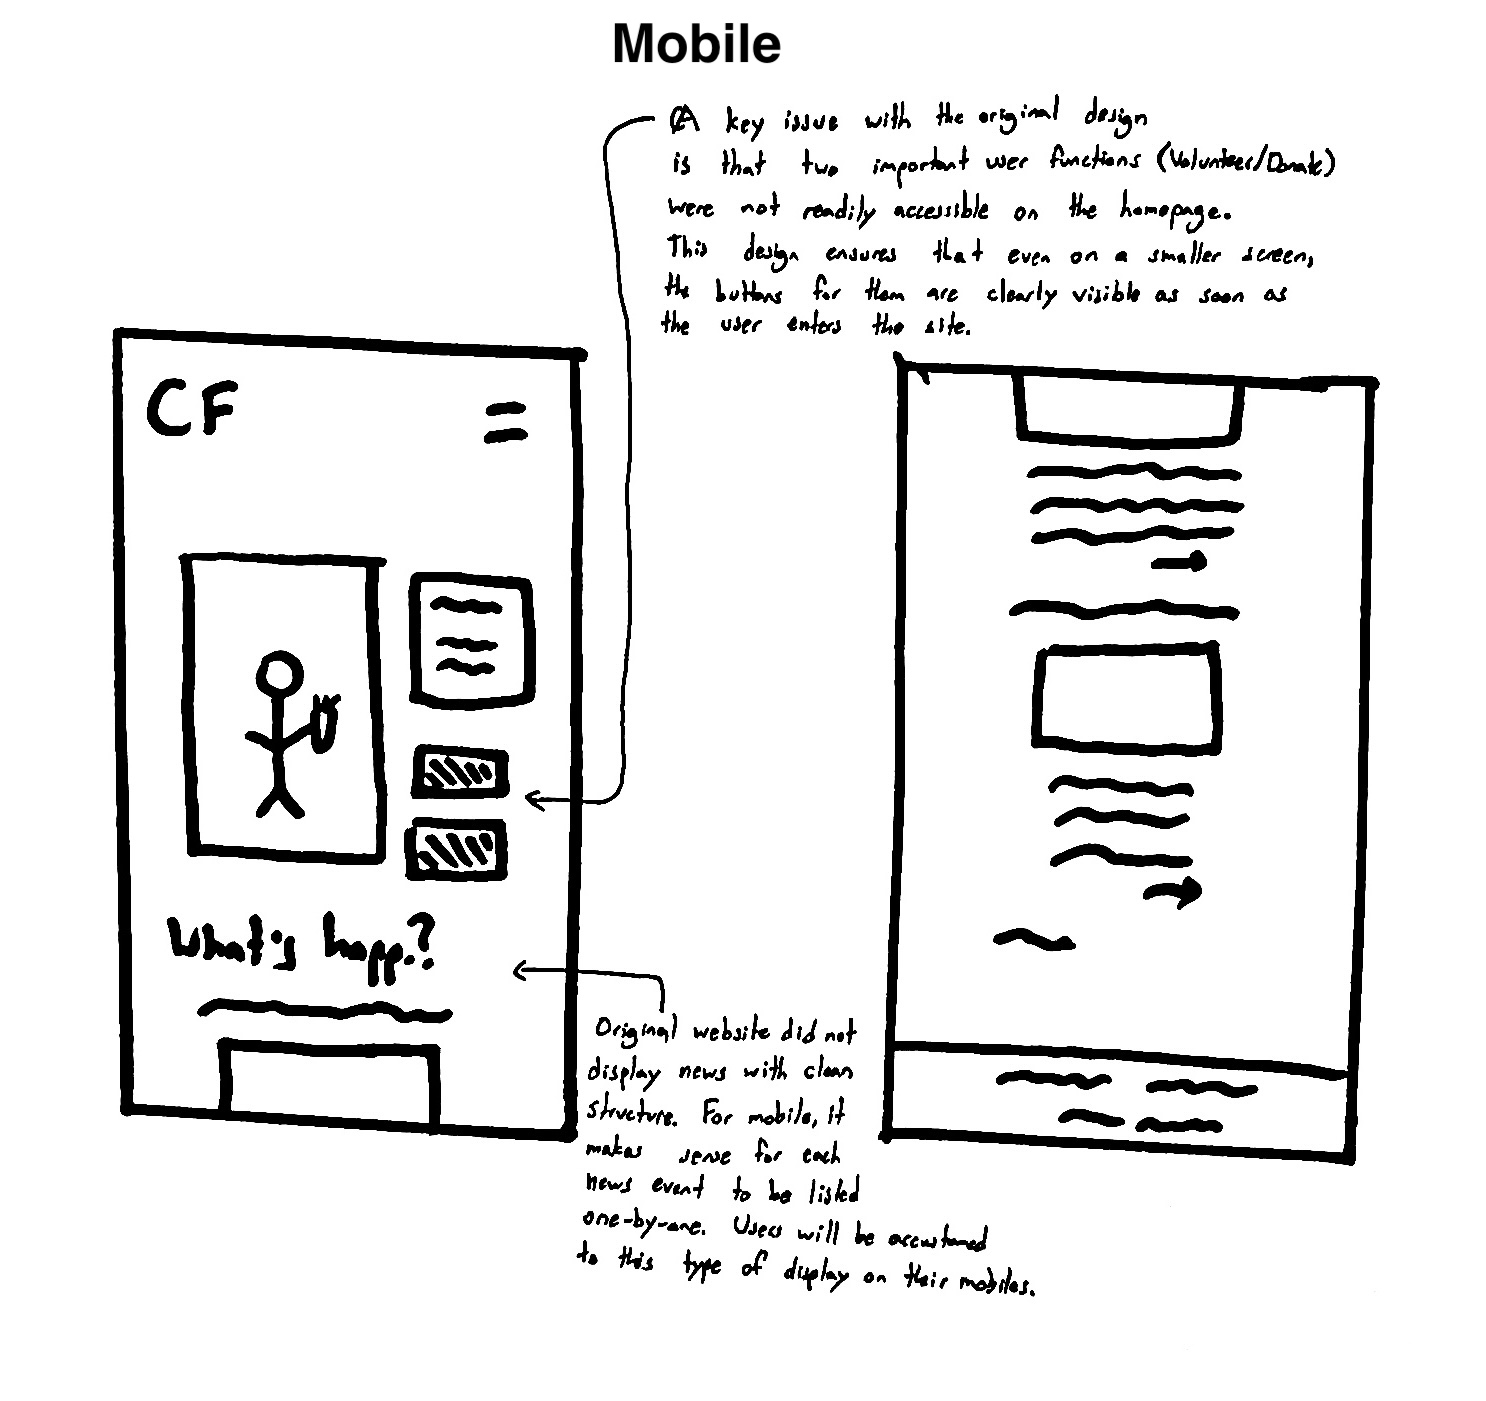 Mobile
A key issue with the original design
is that two important user functions (Volunteer/Donate)
were not readily accessible on the homepage.
This design ensures that even on a smaller screen,
the buttons for them are clearly visible as soon as
the user enters the site.
CF
What's happ.?
Original website did not
display news with clean
structure. For mobile, it
makes sense for each
news event to be listed
one-by-one. Users will be accustomed
to this type of display on their mobiles.